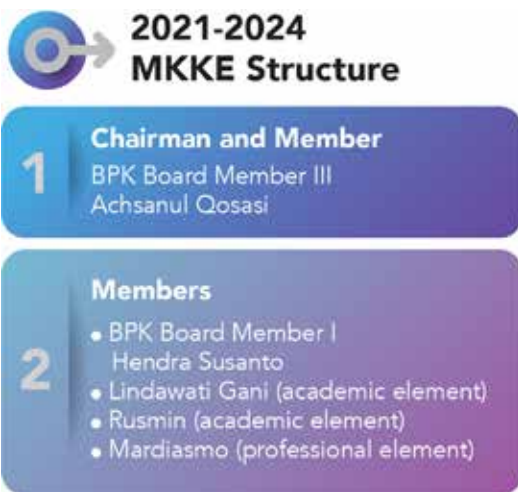 2021-2024
MKKE Structure
1
Chairman and Member
BPK Board Member III
Achsanul Qosasi
2
Members
• BPK Board Member I
Hendra Susanto
• Lindawati Gani (academic element)
• Rusmin (academic element)
• Mardiasmo (professional element)